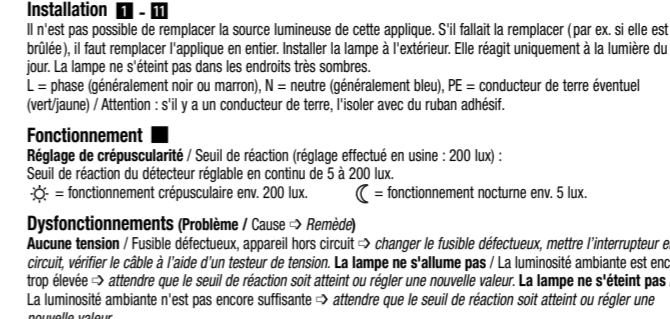 Installation 1 - 11
Il n'est pas possible de remplacer la source lumineuse de cette applique. S'il fallait la remplacer (par ex. si elle est
brûlée), il faut remplacer l'applique en entier. Installer la lampe à l'extérieur. Elle réagit uniquement à la lumière du
jour. La lampe ne s'éteint pas dans les endroits très sombres.
L = phase (généralement noir ou marron), N = neutre (généralement bleu), PE = conducteur de terre éventuel
(vert/jaune) / Attention : s'il y a un conducteur de terre, l'isoler avec du ruban adhésif.
Fonctionnement
Réglage de crépuscularité / Seuil de réaction (réglage effectué en usine : 200 lux) :
Seuil de réaction du détecteur réglable en continu de 5 à 200 lux.
= fonctionnement crépusculaire env. 200 lux. = fonctionnement nocturne env. 5 lux.
Dysfonctionnements (Problème / Cause ➩ Remède)
Aucune tension / Fusible défectueux, appareil hors circuit ➩ changer le fusible défectueux, mettre l'interrupteur
circuit, vérifier le câble à l'aide d'un testeur de tension. La lampe ne s'allume pas / La luminosité ambiante est
trop élevée ➩ attendre que le seuil de réaction soit atteint ou régler une nouvelle valeur. La lampe ne s'éteint pas
La luminosité ambiante n'est pas encore suffisante ➩ attendre que le seuil de réaction soit atteint ou régler une
nouvelle valeur